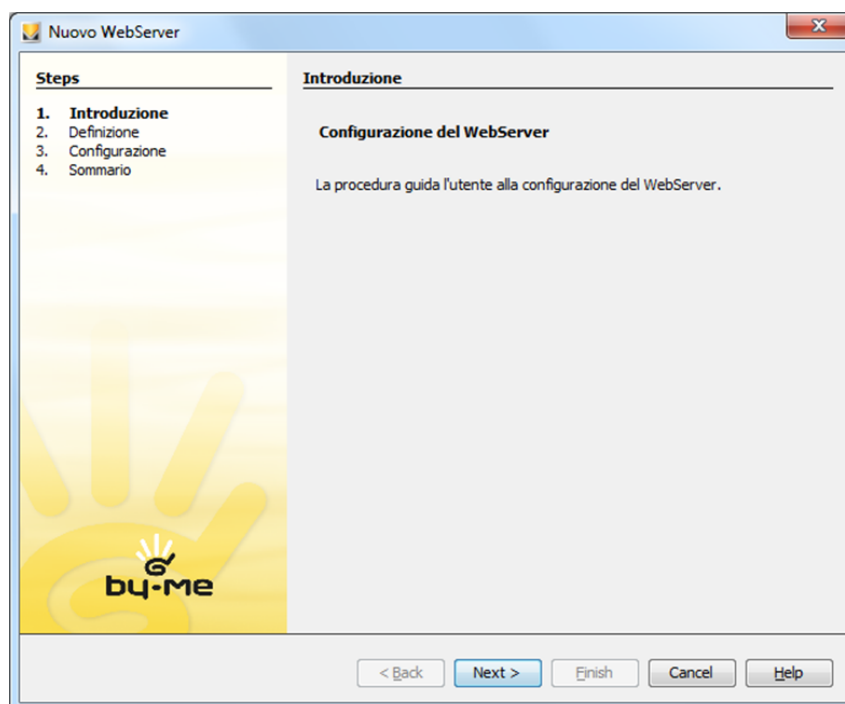 Nuovo WebServer
Steps
1. Introduzione
2. Definizione
3. Configurazione
4. Sommario
Introduzione
Configurazione del WebServer
La procedura guida l'utente alla configurazione del WebServer.
by-me
< Back Next > Finish Cancel Help